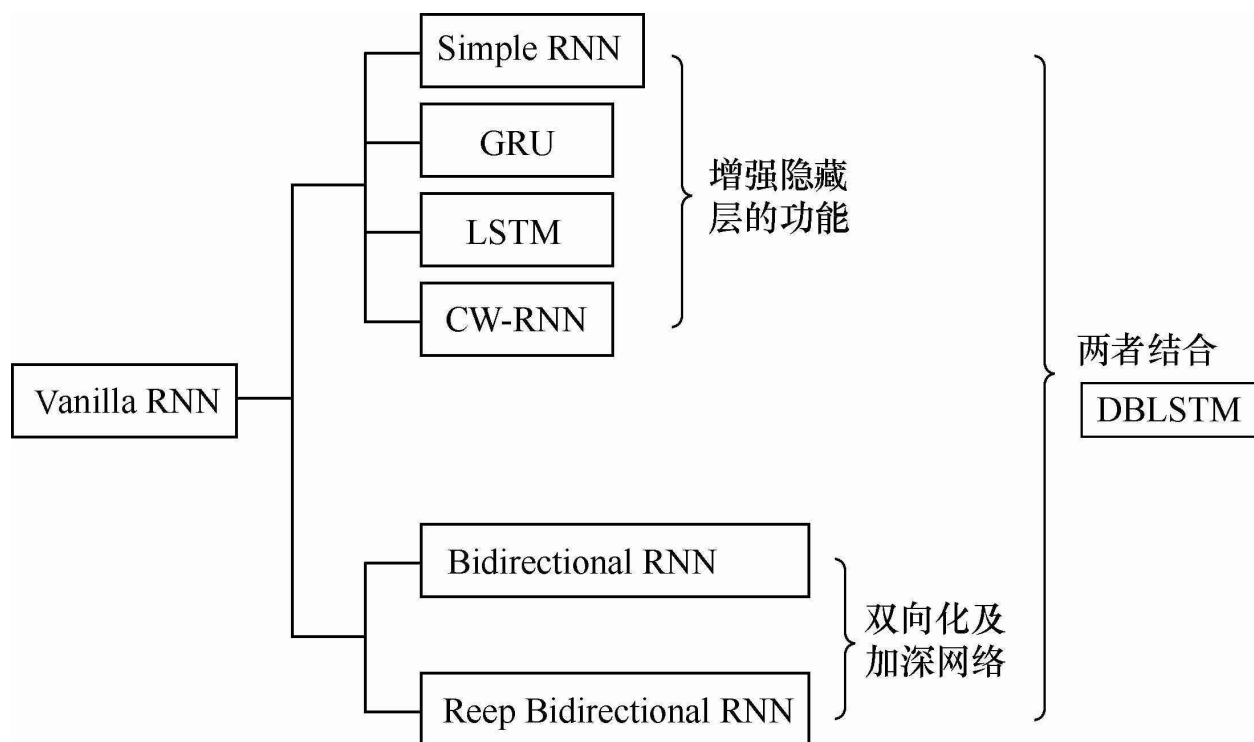 Simple RNN
GRU
LSTM
CW-RNN
增强隐藏
层的功能
Vanilla RNN
两者结合
DBLSTM
Bidirectional RNN
Reep Bidirectional RNN
双向化及
加深网络